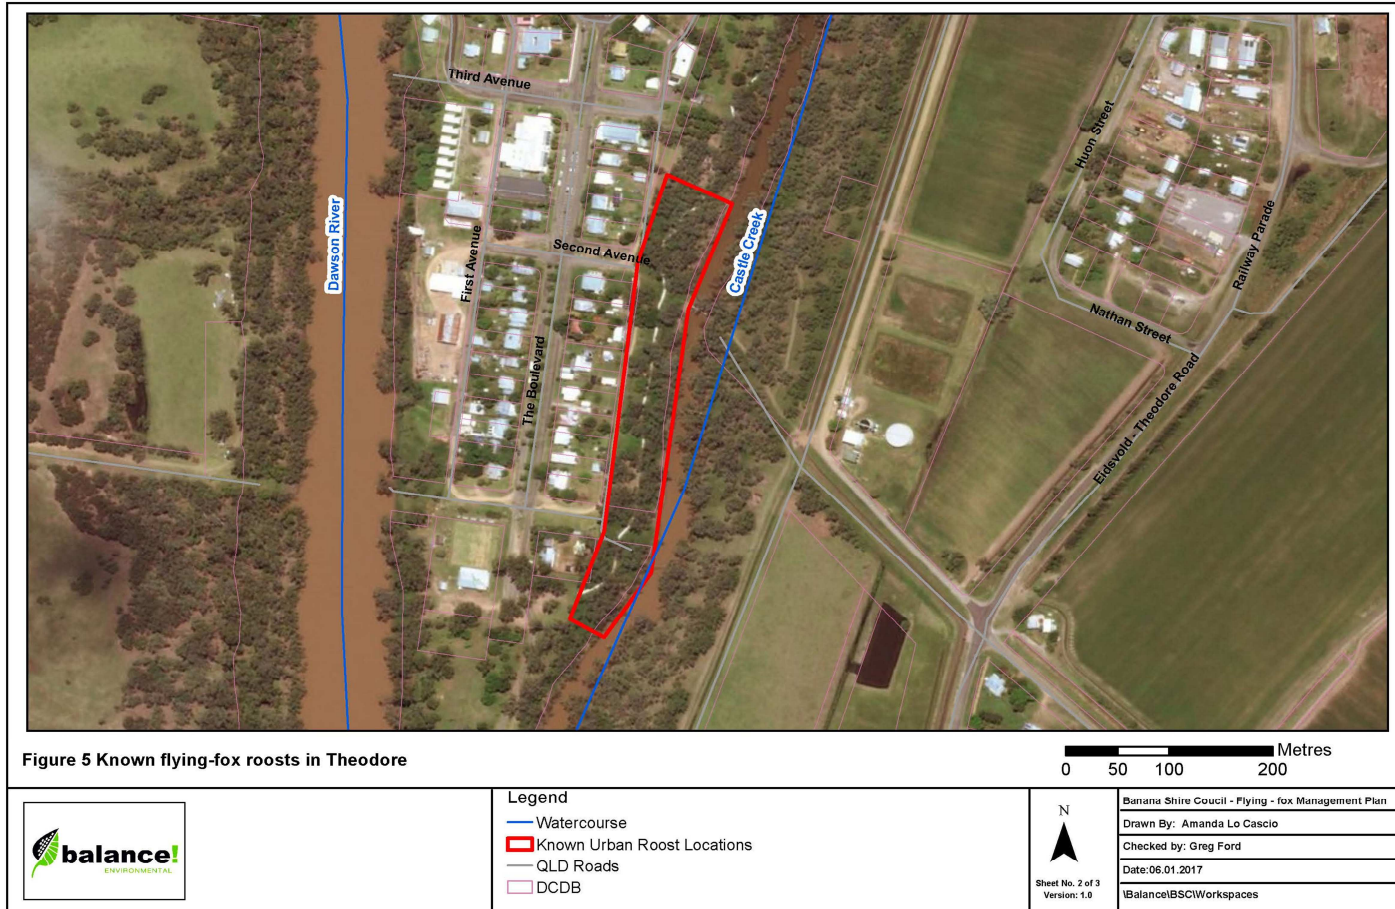 Third Avenue
Huon Street
Dawson River
Castle Creek
Railway Parade
First Avenue
Second Avenue
Nathan Street
The Boulevard
Eidsvold - Theodore Road
Figure 5 Known flying-fox roosts in Theodore
Metres
0 50 100 200
balance!
ENVIRONMENTAL
Legend
Watercourse
Known Urban Roost Locations
QLD Roads
DCDB
N
Sheet No. 2 of 3
Version: 1.0
Banana Shire Coucil - Flying - fox Management Plan
Drawn By: Amanda Lo Cascio
Checked by: Greg Ford
Date:06.01.2017
\Balance\BSC\Workspaces